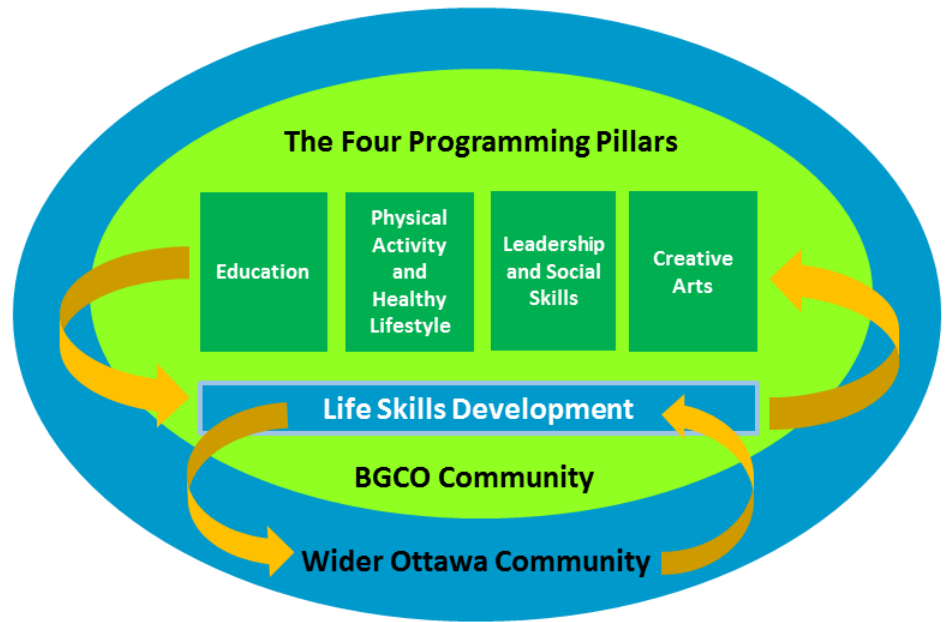 The Four Programming Pillars
Education
Physical
Activity
and
Healthy
Lifestyle
Leadership
and Social
Skills
Creative
Arts
Life Skills Development
BGCO Community
Wider Ottawa Community